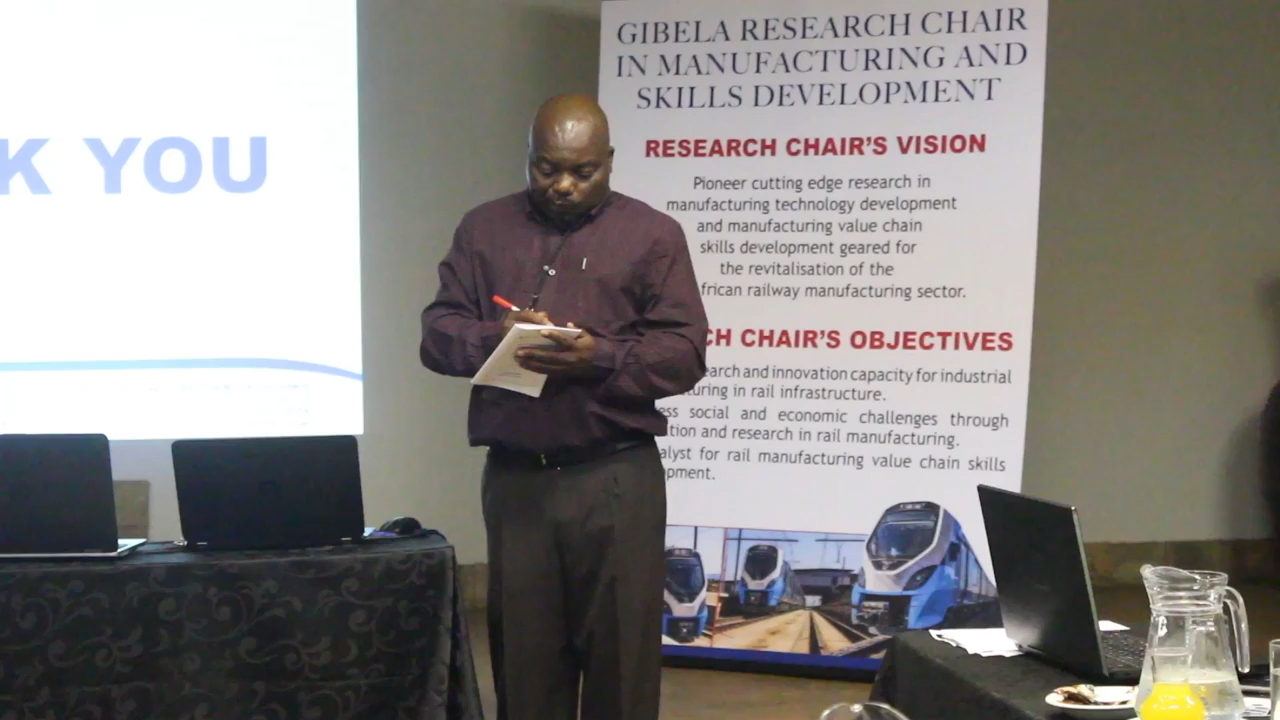 K YOU
GIBELA RESEARCH CHAIR
IN MANUFACTURING AND
SKILLS DEVELOPMENT
RESEARCH CHAIR'S VISION
Pioneer cutting edge research in
manufacturing technology development
and manufacturing value chain
skills development geared for
the revitalisation of the
frican railway manufacturing sector.
CH CHAIR'S OBJECTIVES
earch and innovation capacity for industrial
turing in rail infrastructure.
ess social and economic challenges through
tion and research in rail manufacturing.
alyst for rail manufacturing value chain skills
opment.